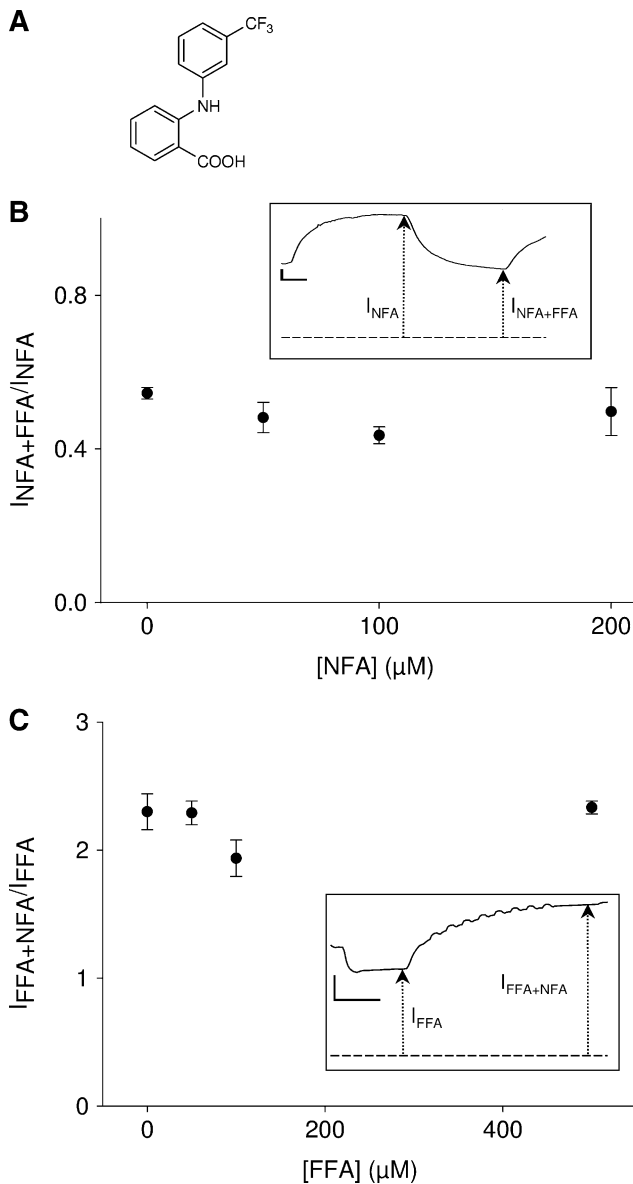 A
CF3
NH
COOH
B
INFA
INFA+FFA
INFA+FFA/INFA
0.8
0.4
0.0
0
100
200
[NFA] (µM)
C
3
2
1
0
IFFA+NFA/IFFA
IFFA+NFA
IFFA
0
200
400
[FFA] (µM)